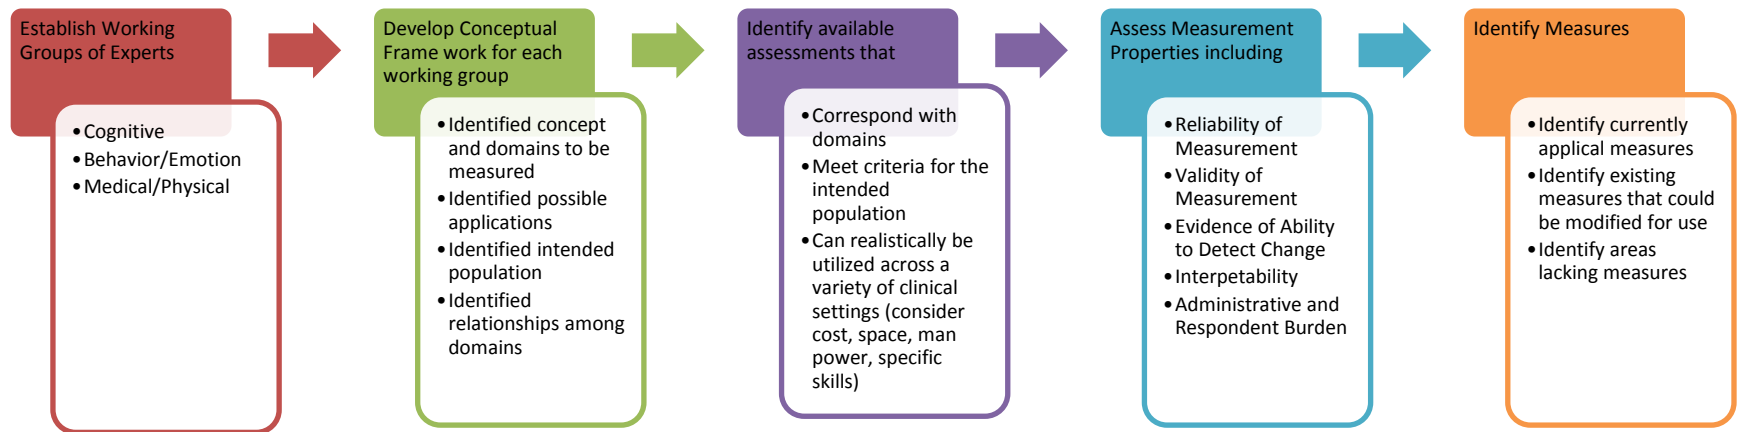 Establish Working
Groups of Experts
•Cognitive
•Behavior/Emotion
•Medical/Physical
Develop Conceptual
Frame work for each
working group
•Identified concept
and domains to be
measured
•Identified possible
applications
•Identified intended
population
•Identified
relationships among
domains
Identify available
assessments that
•Correspond with
domains
•Meet criteria for the
intended
population
•Can realistically be
utilized across a
variety of clinical
settings (consider
cost, space, man
power, specific
skills)
Assess Measurement
Properties including
•Reliability of
Measurement
•Validity of
Measurement
•Evidence of Ability
to Detect Change
•Interpetability
•Administrative and
Respondent Burden
Identify Measures
•Identify currently
applical measures
•Identify existing
measures that could
be modified for use
•Identify areas
lacking measures